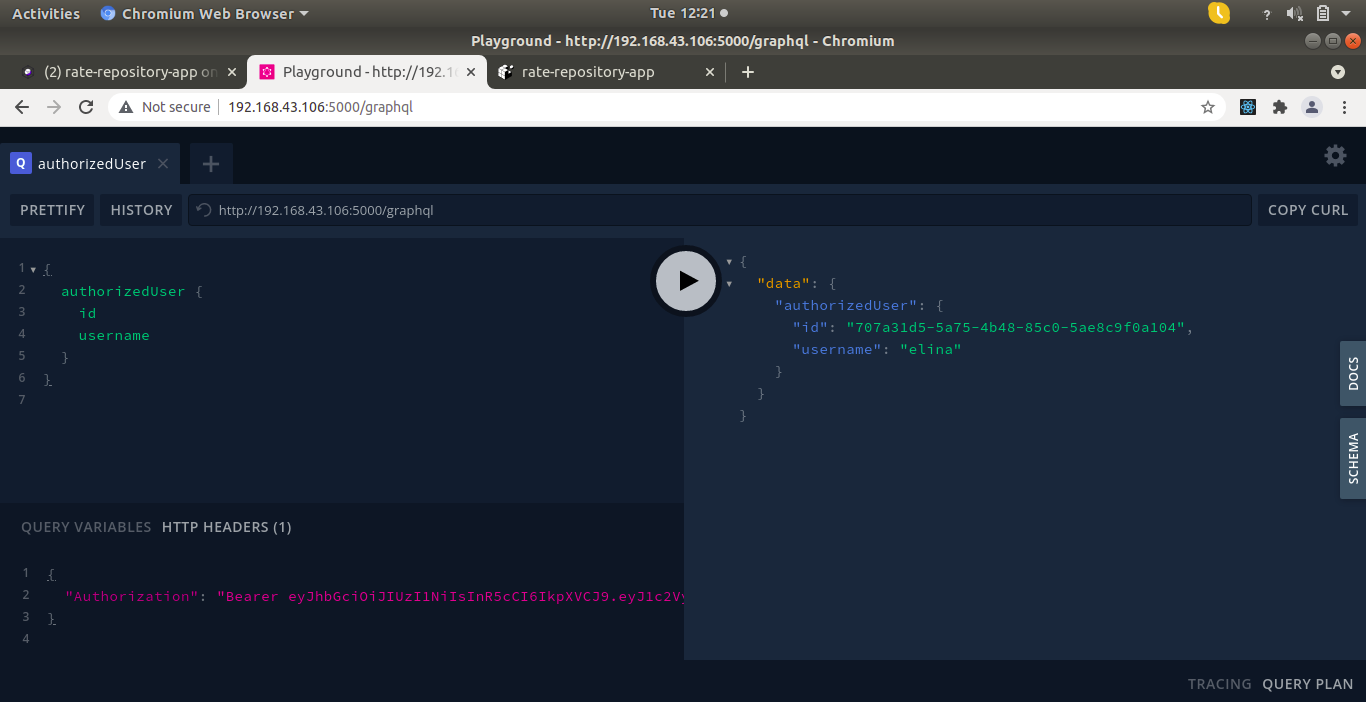 Activities Chromium Web Browser Tue 12:21
Playground - http://192.168.43.106:5000/graphql - Chromium
(2) rate-repository-app on Playground - http://192.1 rate-repository-app
Not secure 192.168.43.106:5000/graphql
Q authorizedUser
PRETTIFY HISTORY http://192.168.43.106:5000/graphql COPY CURL
1 {
2 authorizedUser {
3 id
4 username
5 }
6 }
7
{
"data": {
"authorizedUser": {
"id": "707a31d5-5a75-4b48-85c0-5ae8c9f0a104",
"username": "elina"
}
}
}
DOCS
SCHEMA
QUERY VARIABLES HTTP HEADERS (1)
1 {
2 "Authorization": "Bearer eyJhbGciOiJIUzI1NiIsInR5cCI6IkpXVCJ9.eyJ1c2Vy
3 }
4
TRACING QUERY PLAN